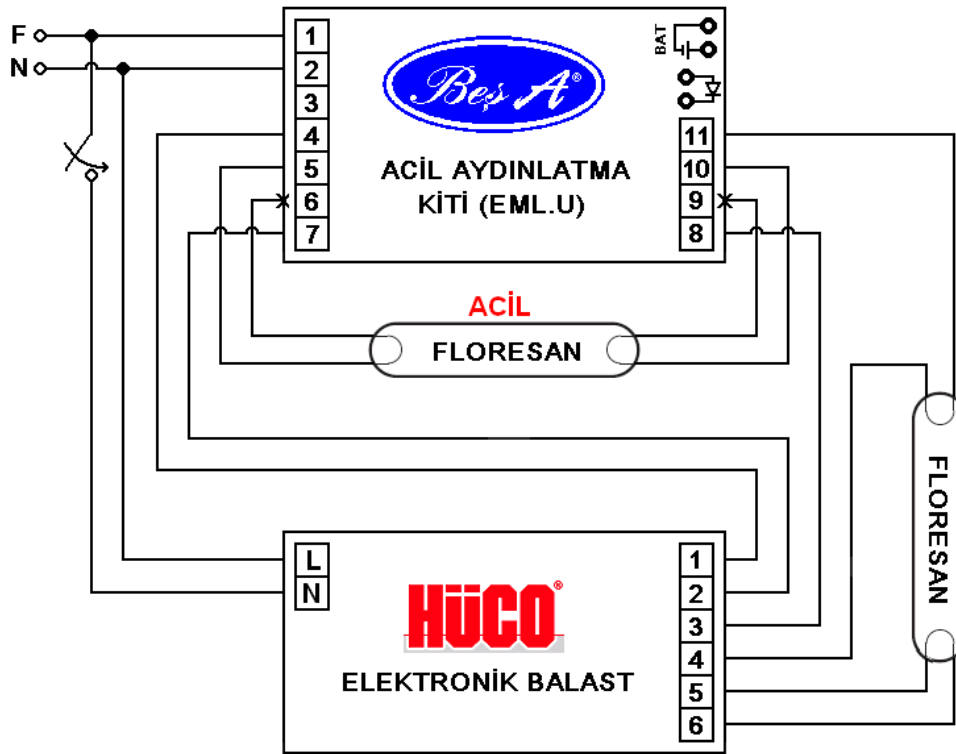 F
N
1
2
3
4
5
6
7
Beş A®
ACİL AYDINLATMA
KİTİ (EML.U)
BAT
11
10
9
8
ACİL
FLORESAN
FLORESAN
L
N
HÜCO®
ELEKTRONİK BALAST
1
2
3
4
5
6